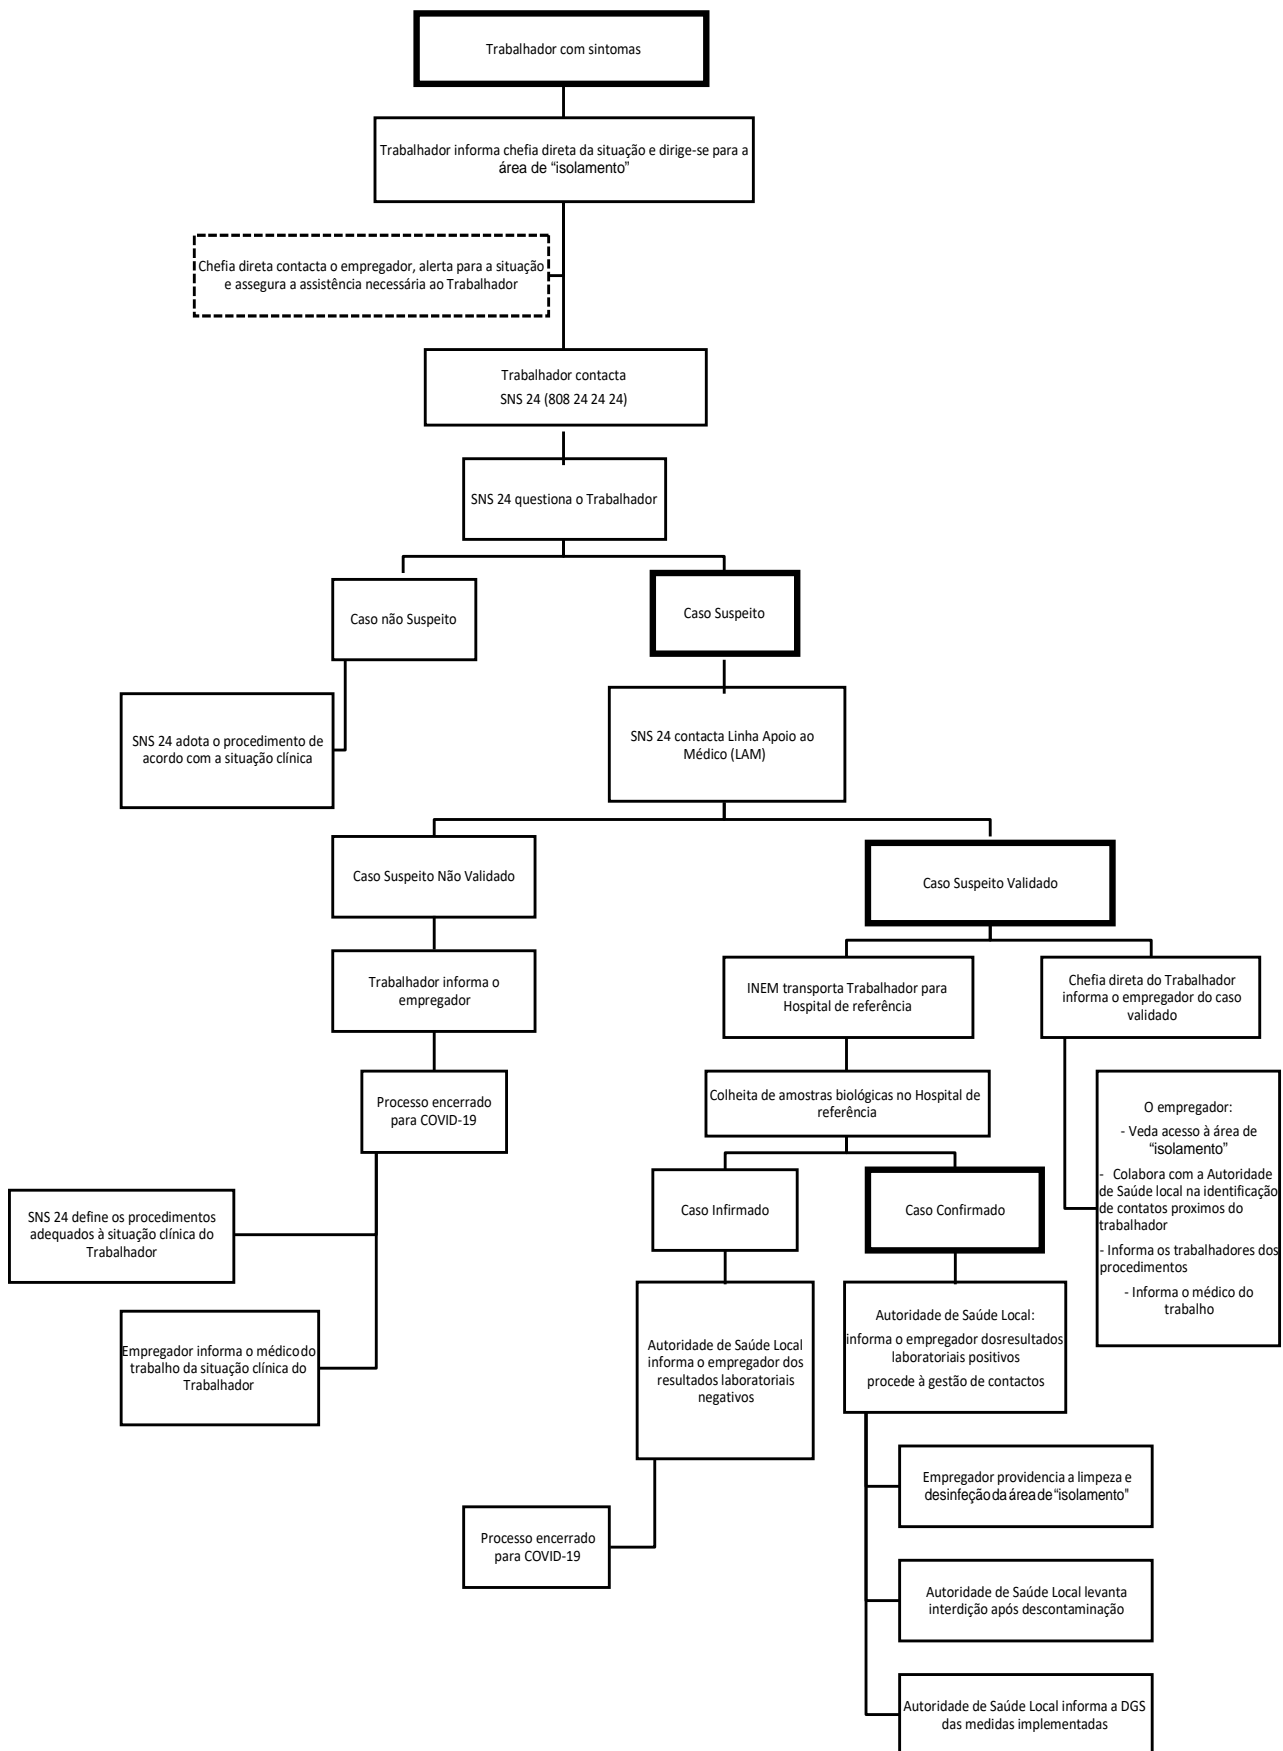 Trabalhador com sintomas
Trabalhador informa chefia direta da situação e dirige-se para a
área de “isolamento”
Chefia direta contacta o empregador, alerta para a situação
e assegura a assistência necessária ao Trabalhador
Trabalhador contacta
SNS 24 (808 24 24 24)
SNS 24 questiona o Trabalhador
Caso não Suspeito
Caso Suspeito
SNS 24 adota o procedimento de
acordo com a situação clínica
SNS 24 contacta Linha Apoio ao
Médico (LAM)
Caso Suspeito Não Validado
Caso Suspeito Validado
Trabalhador informa o
empregador
INEM transporta Trabalhador para
Hospital de referência
Chefia direta do Trabalhador
informa o empregador do caso
validado
Processo encerrado
para COVID-19
Colheita de amostras biológicas no Hospital de
referência
O empregador:
- Veda acesso à área de
“isolamento”
- Colabora com a Autoridade
de Saúde local na identificação
de contatos proximos do
trabalhador
- Informa os trabalhadores dos
procedimentos
- Informa o médico do
trabalho
SNS 24 define os procedimentos
adequados à situação clínica do
Trabalhador
Caso Infirmado
Caso Confirmado
Empregador informa o médico do
trabalho da situação clínica do
Trabalhador
Autoridade de Saúde Local
informa o empregador dos
resultados laboratoriais
negativos
Autoridade de Saúde Local:
informa o empregador dosresultados
laboratoriais positivos
procede à gestão de contactos
Empregador providencia a limpeza e
desinfeção da área de “isolamento"
Processo encerrado
para COVID-19
Autoridade de Saúde Local levanta
interdição após descontaminação
Autoridade de Saúde Local informa a DGS
das medidas implementadas